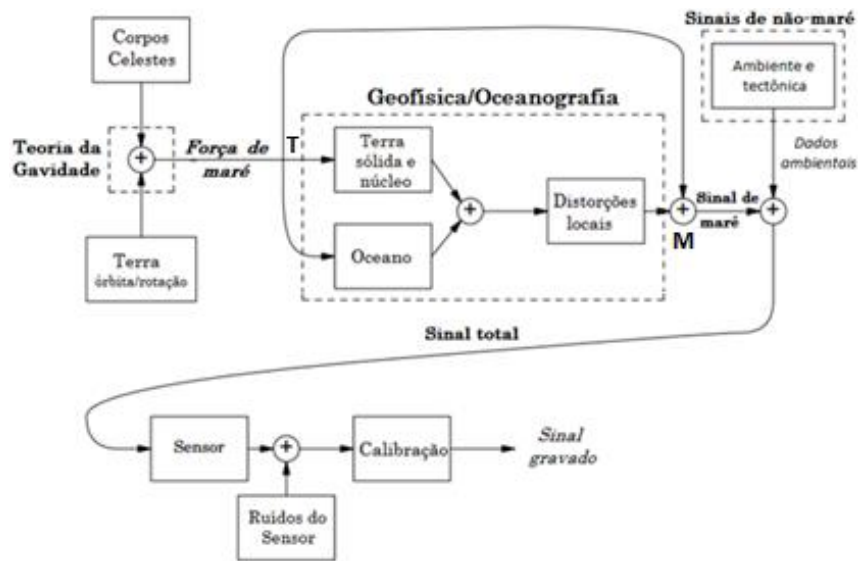 Corpos
Celestes
Sinais de não-maré
Ambiente e
tectônica
Geofísica/Oceanografia
Teoria da
Gavidade
+
Força de
maré
T
Terra
sólida e
núcleo
Dados
ambientais
+
Distorções
locais
+
Sinal de
maré
+
M
Oceano
Terra
órbita/rotação
Sinal total
Sensor
+
Calibração
Sinal
gravado
Ruidos do
Sensor